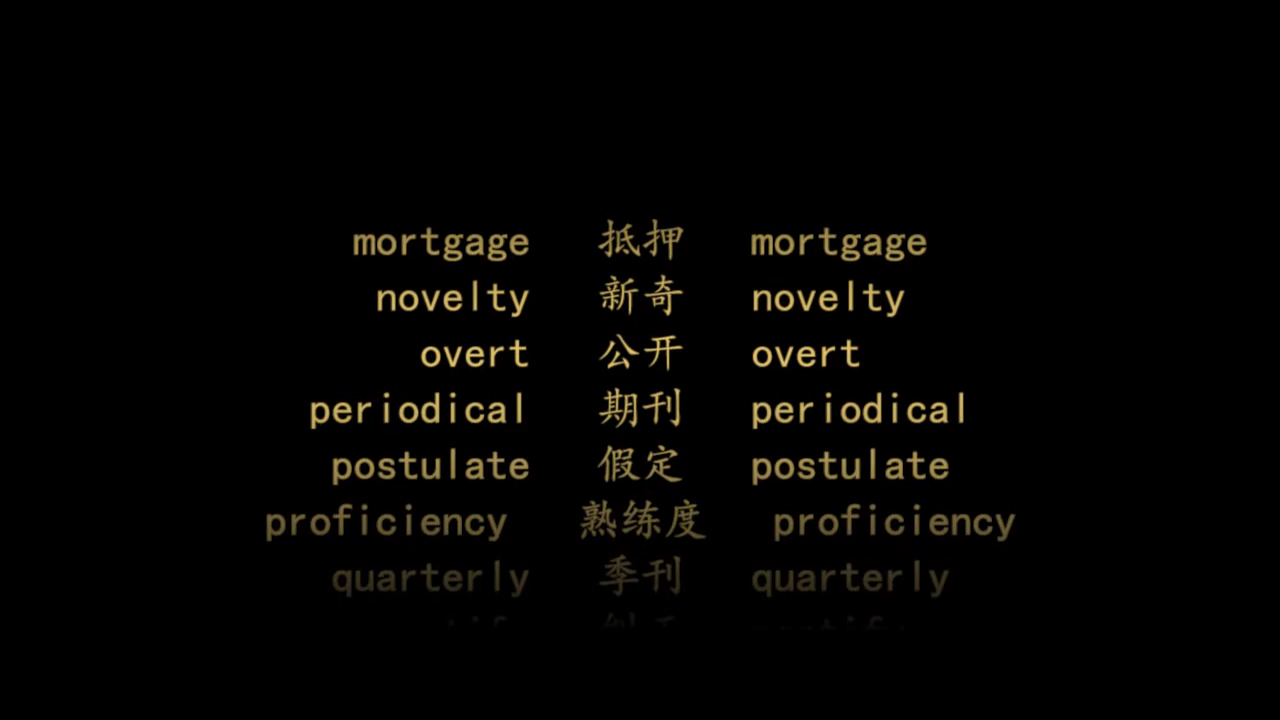 mortgage 抵押 mortgage
novelty 新奇 novelty
overt 公开 overt
periodical 期刊 periodical
postulate 假定 postulate
proficiency 熟练度 proficiency
quarterly 季刊 quarterly